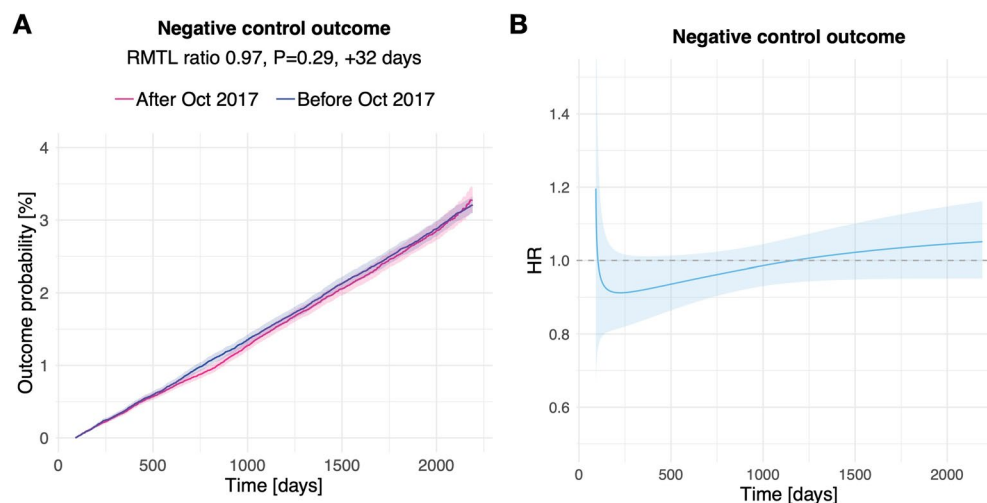 A
Negative control outcome
RMTL ratio 0.97, P=0.29, +32 days
After Oct 2017 Before Oct 2017
Outcome probability [%]
4
3
2
1
0
0 500 1000 1500 2000
Time [days]
B
Negative control outcome
HR
1.4
1.2
1.0
0.8
0.6
0 500 1000 1500 2000
Time [days]